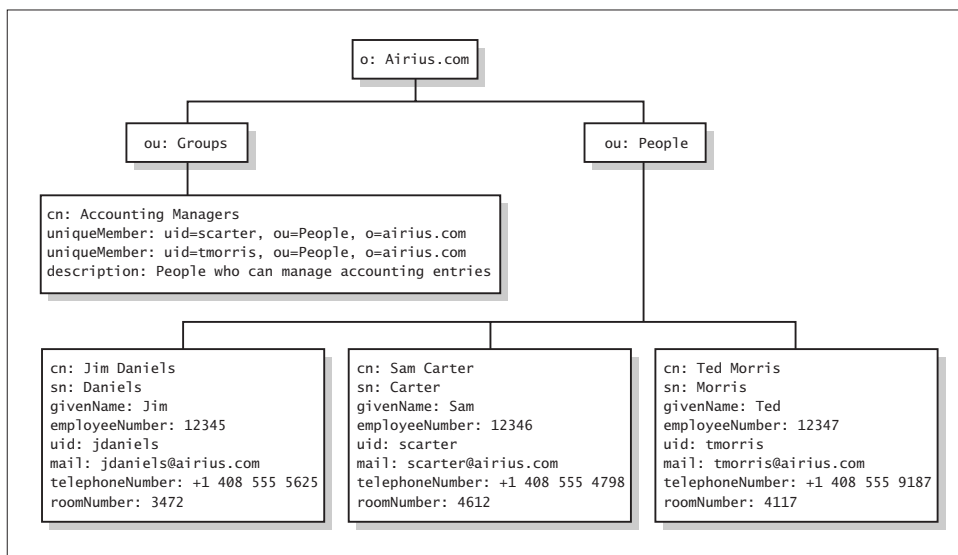 o: Airius.com
ou: Groups
ou: People
cn: Accounting Managers
uniqueMember: uid=scarter, ou=People, o=airius.com
uniqueMember: uid=tmorris, ou=People, o=airius.com
description: People who can manage accounting entries
cn: Jim Daniels
sn: Daniels
givenName: Jim
employeeNumber: 12345
uid: jdaniels
mail: jdaniels@airius.com
telephoneNumber: +1 408 555 5625
roomNumber: 3472
cn: Sam Carter
sn: Carter
givenName: Sam
employeeNumber: 12346
uid: scarter
mail: scarter@airius.com
telephoneNumber: +1 408 555 4798
roomNumber: 4612
cn: Ted Morris
sn: Morris
givenName: Ted
employeeNumber: 12347
uid: tmorris
mail: tmorris@airius.com
telephoneNumber: +1 408 555 9187
roomNumber: 4117